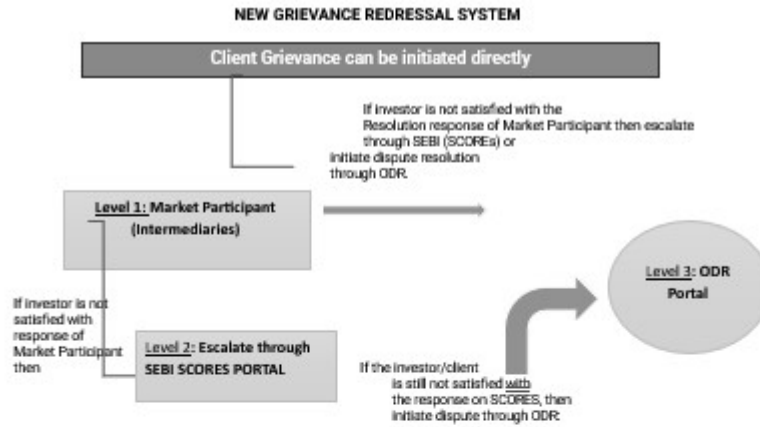 NEW GRIEVANCE REDRESSAL SYSTEM
Client Grievance can be initiated directly
If investor is not satisfied with the
Resolution response of Market Participant then escalate
through SEBI (SCOREs) or
initiate dispute resolution
through ODR.
Level 1: Market Participant
(Intermediaries)
Level 3: ODR
Portal
If investor is not
satisfied with
response of
Market Participant
then
Level 2: Escalate through
SEBI SCORES PORTAL
If the investor/client
is still not satisfied with
the response on SCORES, then
initiate dispute through ODR: